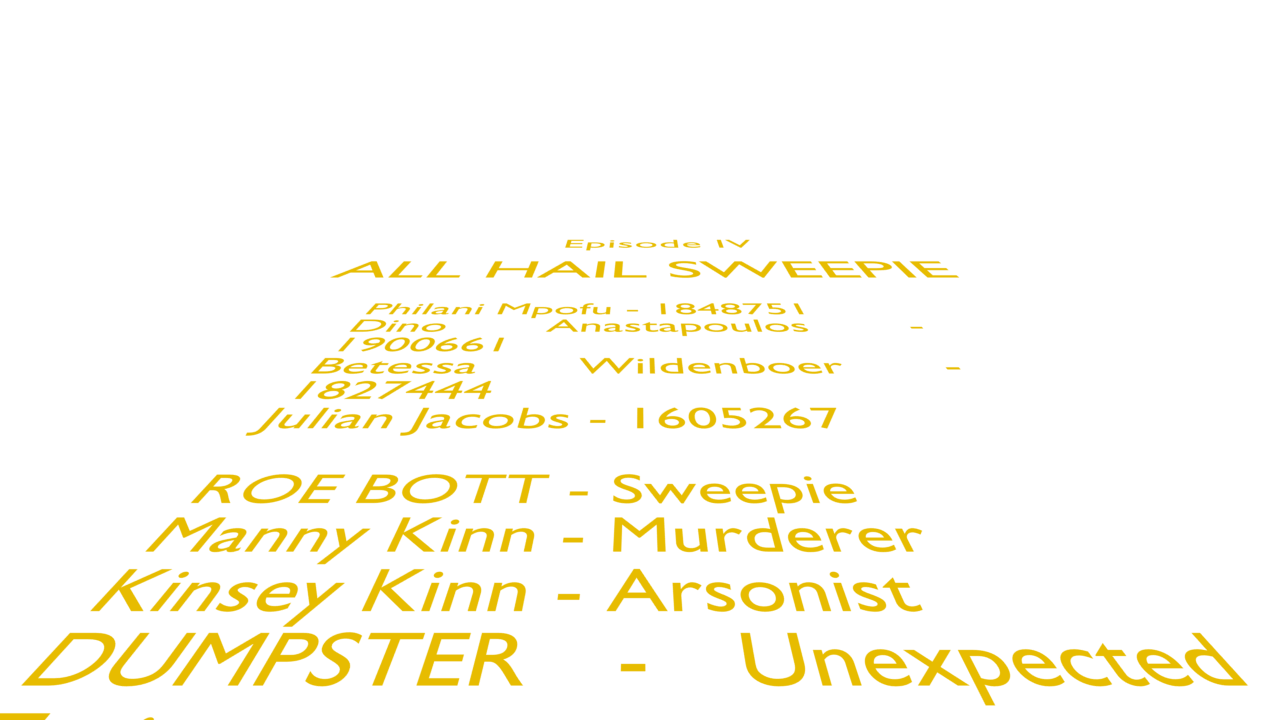 Episode IV
ALL HAIL SWEEPIE
Philani Mpofu - 1848751
Dino Anastapoulos -
1900661
Betessa Wildenboer -
1827444
Julian Jacobs - 1605267
ROE BOTT - Sweepie
Manny Kinn - Murderer
Kinsey Kinn - Arsonist
DUMPSTER - Unexpected